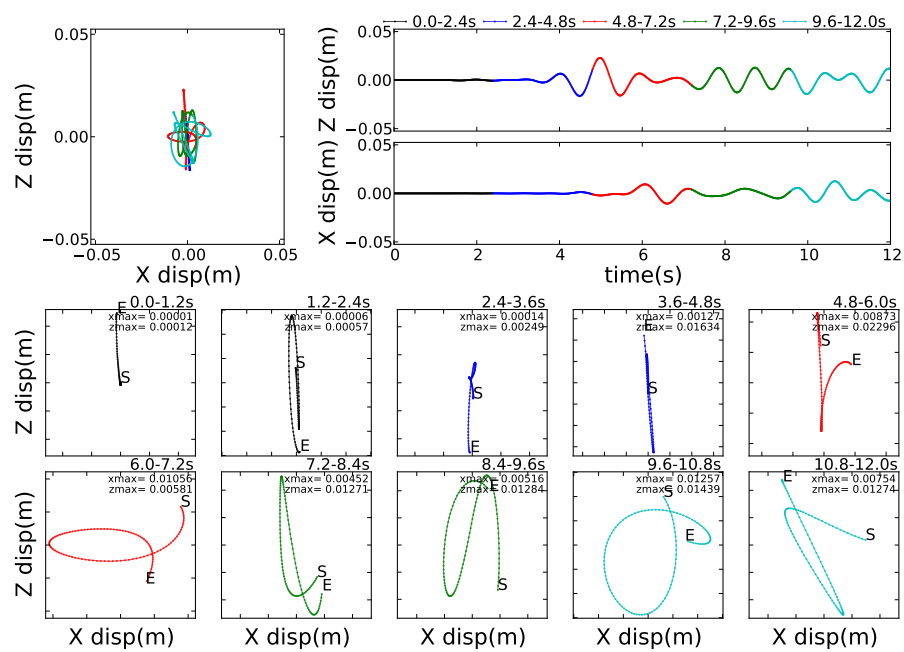 0.0-2.4s 2.4-4.8s 4.8-7.2s 7.2-9.6s 9.6-12.0s
0.05
0.00
−0.05
Z disp(m)
−0.05 0.00 0.05
X disp(m)
0.05
0.00
−0.05
Z disp(m)
0.05
0.00
−0.05
X disp(m)
0 2 4 6 8 10 12
time(s)
0.0-1.2s
xmax= 0.00001
zmax= 0.00012
S
E
1.2-2.4s
xmax= 0.00006
zmax= 0.00057
S
E
2.4-3.6s
xmax= 0.00014
zmax= 0.00249
S
E
3.6-4.8s
xmax= 0.00127
zmax= 0.01634
S
E
4.8-6.0s
xmax= 0.00873
zmax= 0.02296
S
E
Z disp(m)
6.0-7.2s
xmax= 0.01056
zmax= 0.00581
S
E
7.2-8.4s
xmax= 0.00452
zmax= 0.01271
S
E
8.4-9.6s
xmax= 0.00516
zmax= 0.01284
S
E
9.6-10.8s
xmax= 0.01257
zmax= 0.01439
S
E
10.8-12.0s
xmax= 0.00754
zmax= 0.01274
S
E
Z disp(m)
X disp(m) X disp(m) X disp(m) X disp(m) X disp(m)